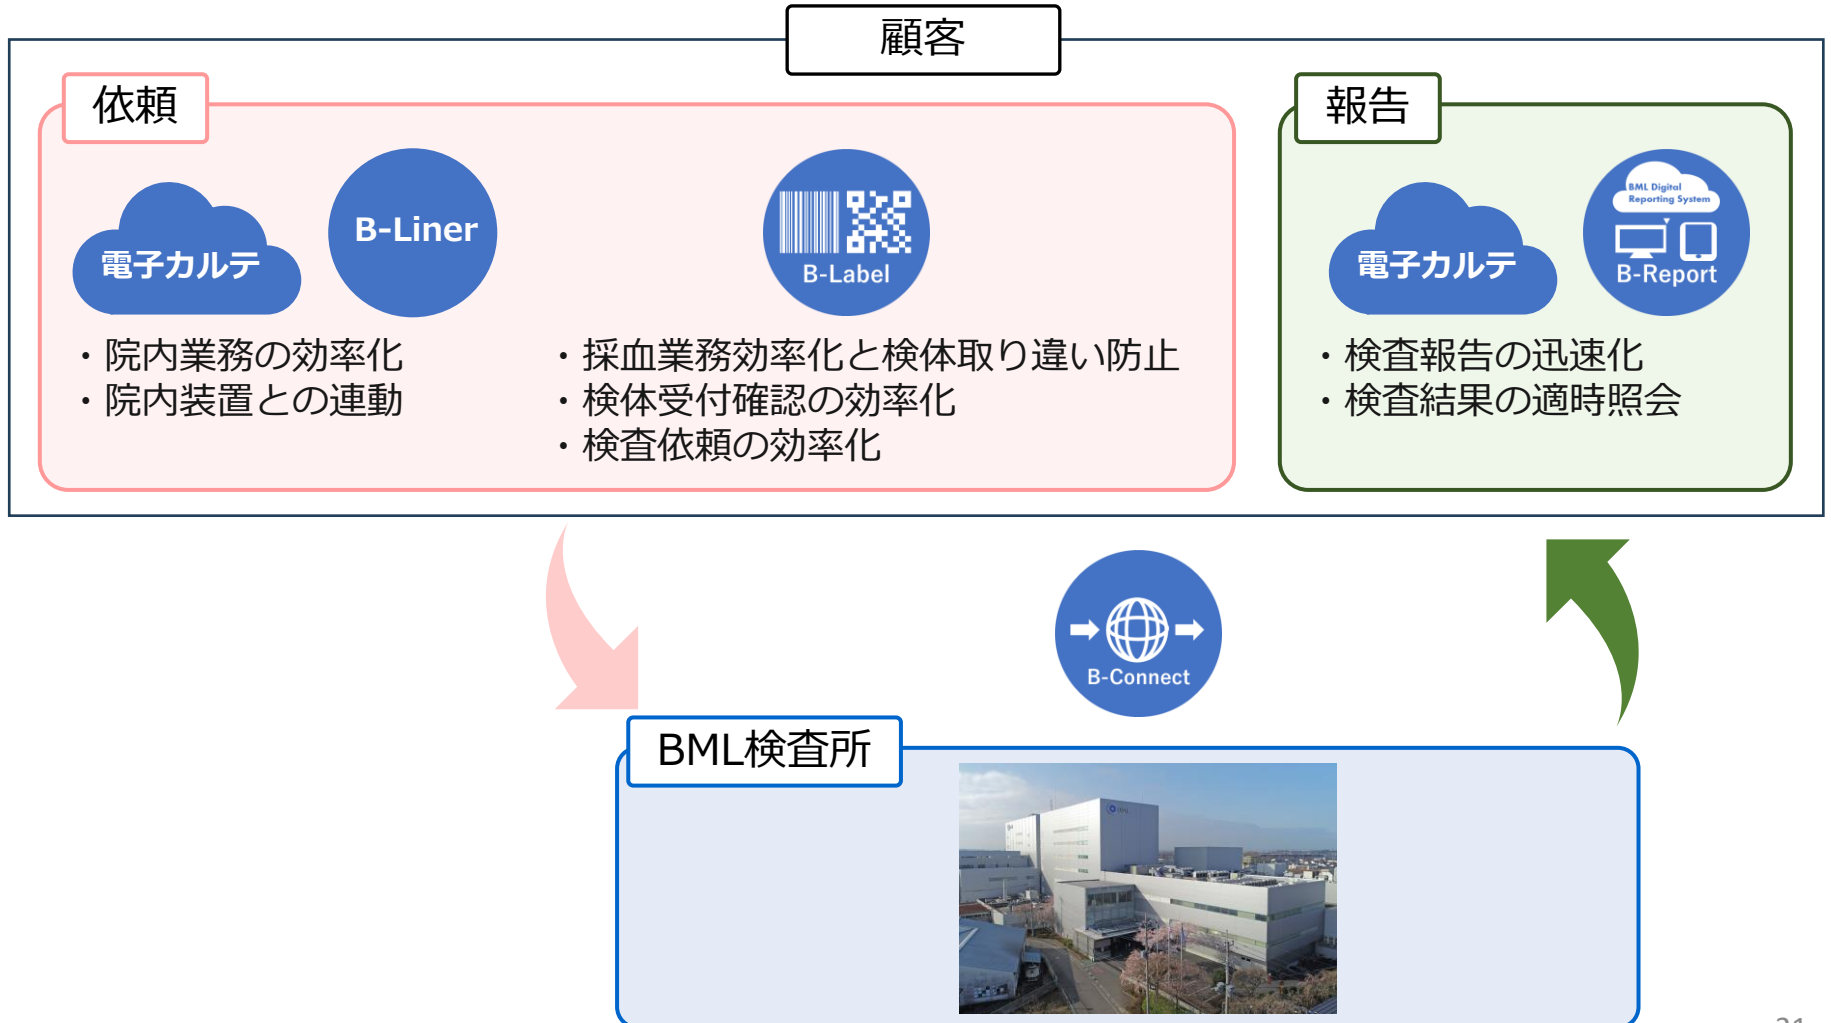 顧客
依頼
電子カルテ
B-Liner
B-Label
・院内業務の効率化
・院内装置との連動
・採血業務効率化と検体取り違い防止
・検体受付確認の効率化
・検査依頼の効率化
報告
電子カルテ
BML Digital
Reporting System
B-Report
・検査報告の迅速化
・検査結果の適時照会
B-Connect
BML検査所